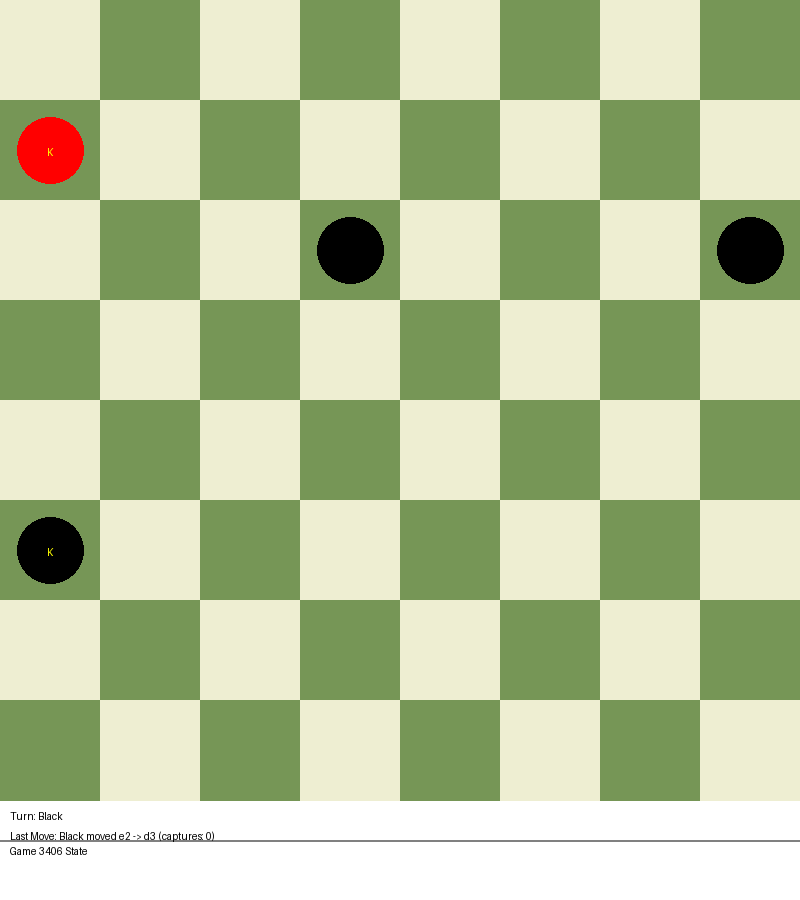 K
K
Turn: Black
Last Move: Black moved e2 -> d3 (captures: 0)
Game 3406 State